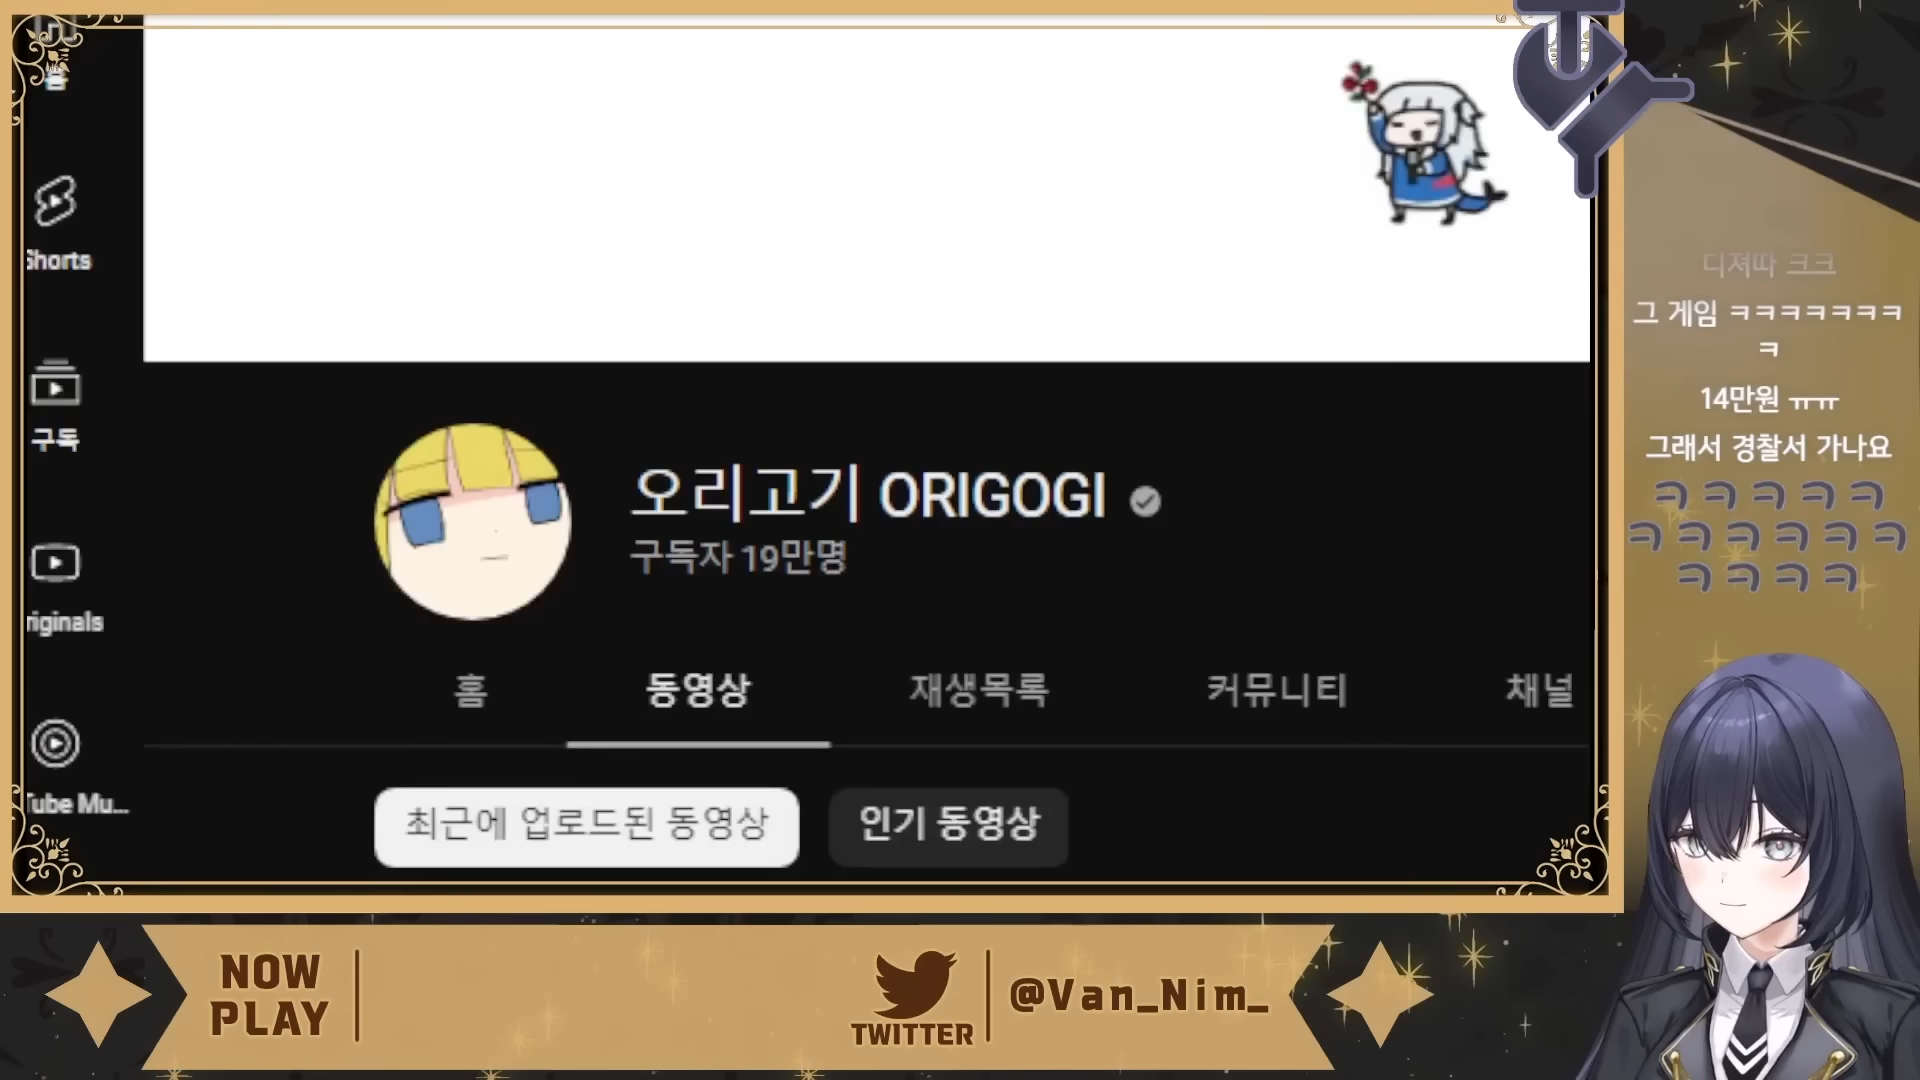 홈
Shorts
구독
riginals
Tube Mu...
오리고기 ORIGOGI
구독자 19만명
홈
동영상
재생목록
커뮤니티
채널
최근에 업로드된 동영상
인기 동영상
디져따 크크
그 게임 ㅋㅋㅋㅋㅋㅋㅋ
ㅋ
14만원 ㅠㅠ
그래서 경찰서 가나요
ㅋㅋㅋㅋㅋ
ㅋㅋㅋㅋㅋㅋ
ㅋㅋㅋㅋ
NOW
PLAY
TWITTER
@Van_Nim_